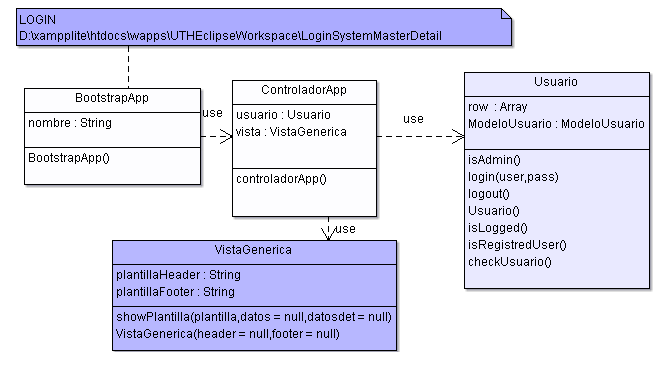 LOGIN
D:\xampplite\htdocs\wapps\UTHEclipseWorkspace\LoginSystemMasterDetail
BootstrapApp
nombre : String
BootstrapApp()
use
ControladorApp
usuario : Usuario
vista : VistaGenerica
controladorApp()
use
Usuario
row : Array
ModeloUsuario : ModeloUsuario
isAdmin()
login(user,pass)
logout()
Usuario()
isLogged()
isRegistredUser()
checkUsuario()
use
VistaGenerica
plantillaHeader : String
plantillaFooter : String
showPlantilla(plantilla,datos = null,datosdet = null)
VistaGenerica(header = null,footer = null)